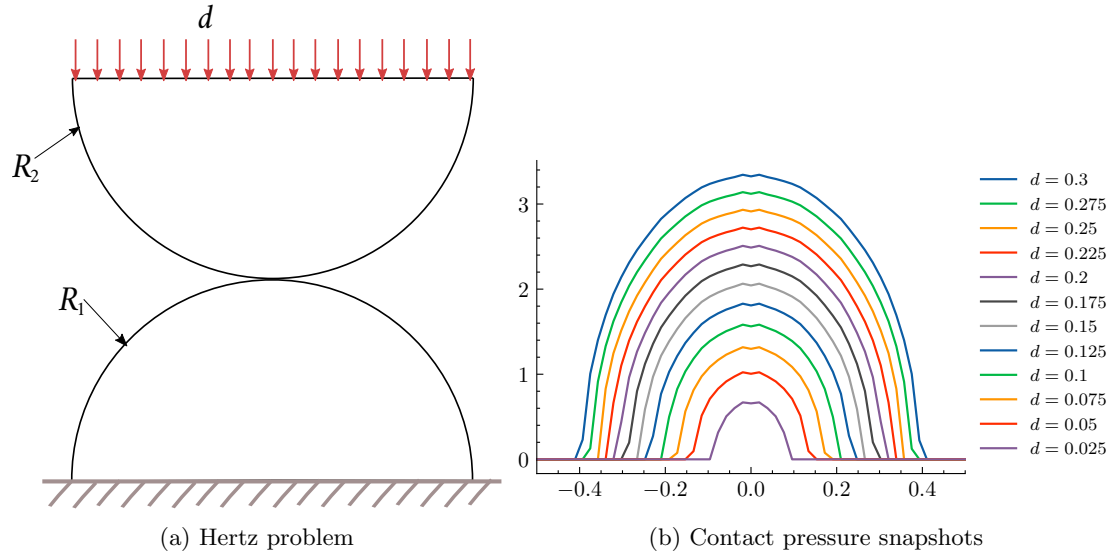 d
R₂
R₁
(a) Hertz problem
3
2
1
0
−0.4 −0.2 0.0 0.2 0.4
d = 0.3
d = 0.275
d = 0.25
d = 0.225
d = 0.2
d = 0.175
d = 0.15
d = 0.125
d = 0.1
d = 0.075
d = 0.05
d = 0.025
(b) Contact pressure snapshots